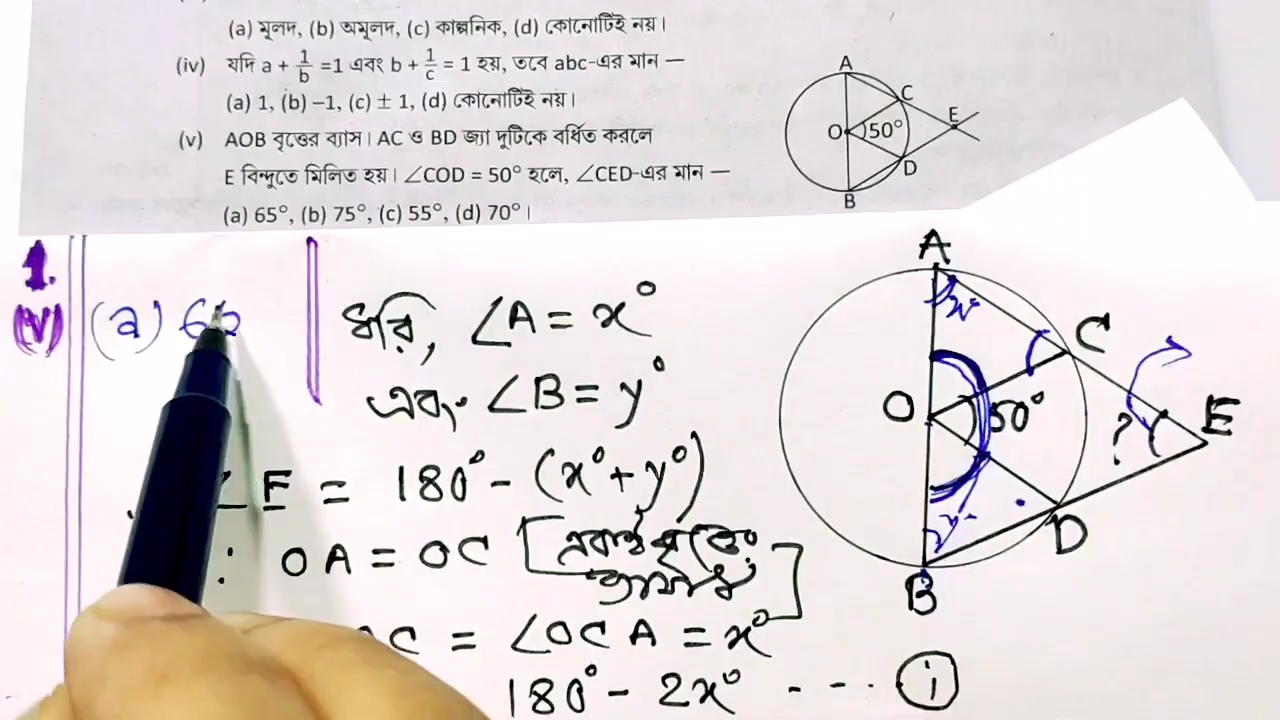 (a) মূলদ, (b) অমূলদ, (c) কাল্পনিক, (d) কোনোটিই নয়।
(iv) যদি a + 1/b =1 এবং b + 1/c = 1 হয়, তবে abc-এর মান —
(a) 1, (b) –1, (c) ± 1, (d) কোনোটিই নয়।
(v) AOB বৃত্তের ব্যাস। AC ও BD জ্যা দুটিকে বর্ধিত করলে
E বিন্দুতে মিলিত হয়। ∠COD = 50° হলে, ∠CED-এর মান —
(a) 65°, (b) 75°, (c) 55°, (d) 70°।
A
C
E
O
50°
D
B
1.
(v) (a)
ধরি, ∠A = x°
এবং ∠B = y°
∠E = 180° - (x° + y°)
∵ OA = OC [একই বৃত্তের
ব্যাসার্ধ]
= ∠OCA = x°
180° - 2x° - - - - (i)
A
C
O
50°
?
E
D
B